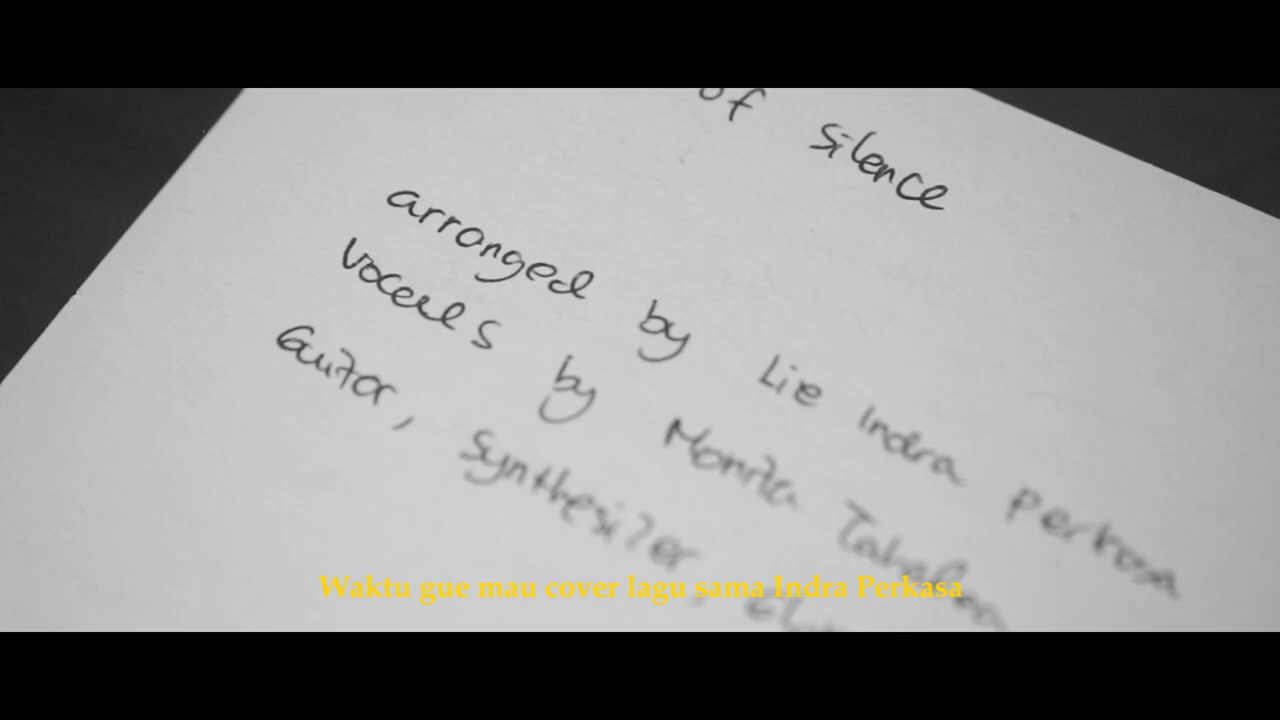 of silence
arranged by Lie Indra Perkasa
vocals by Monita Tahalea
Guitar, Synthesizer,
Waktu gue mau cover lagu sama Indra Perkasa